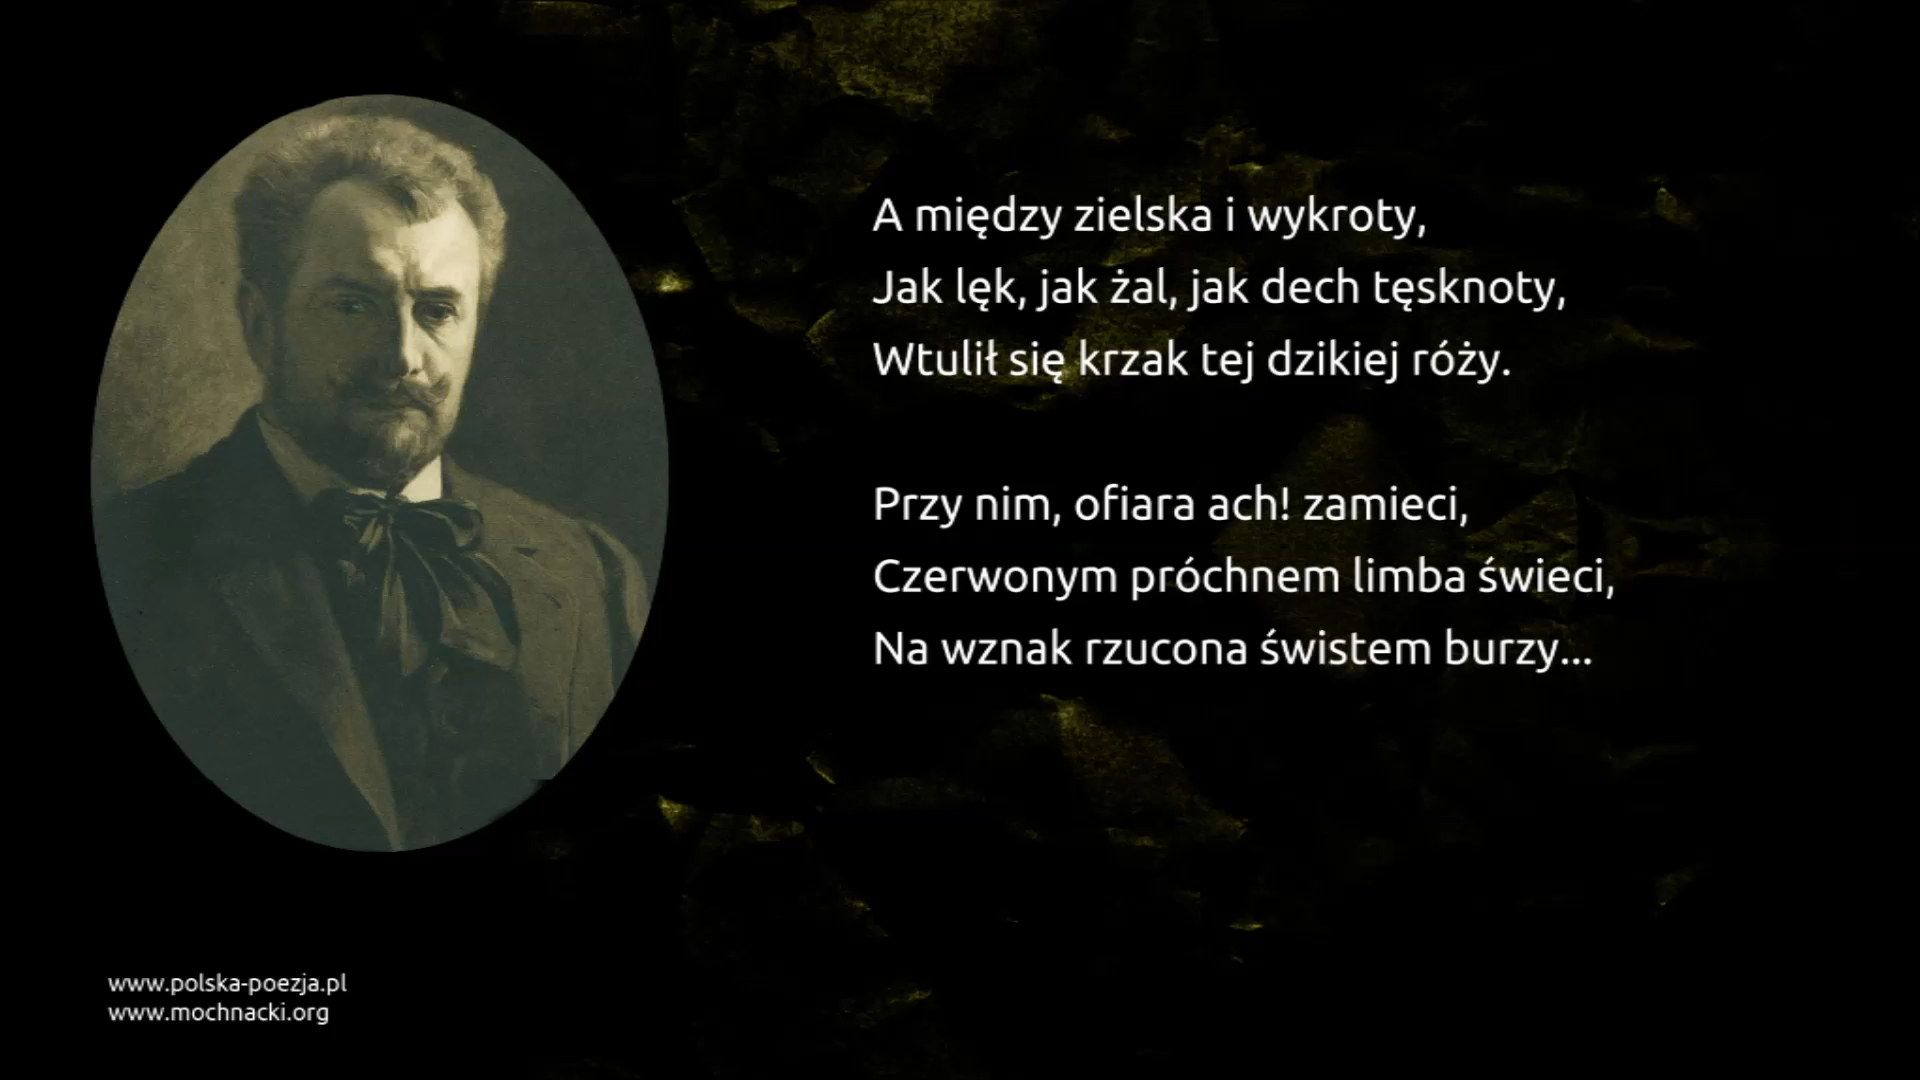 A między zielska i wykroty,
Jak lęk, jak żal, jak dech tęsknoty,
Wtulił się krzak tej dzikiej róży.
Przy nim, ofiara ach! zamieci,
Czerwonym próchnem limba świeci,
Na wznak rzucona świstem burzy...
www.polska-poezja.pl
www.mochnacki.org